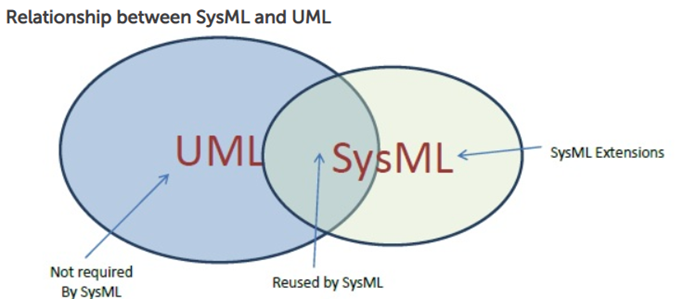 Relationship between SysML and UML
UML
SysML
SysML Extensions
Not required
By SysML
Reused by SysML